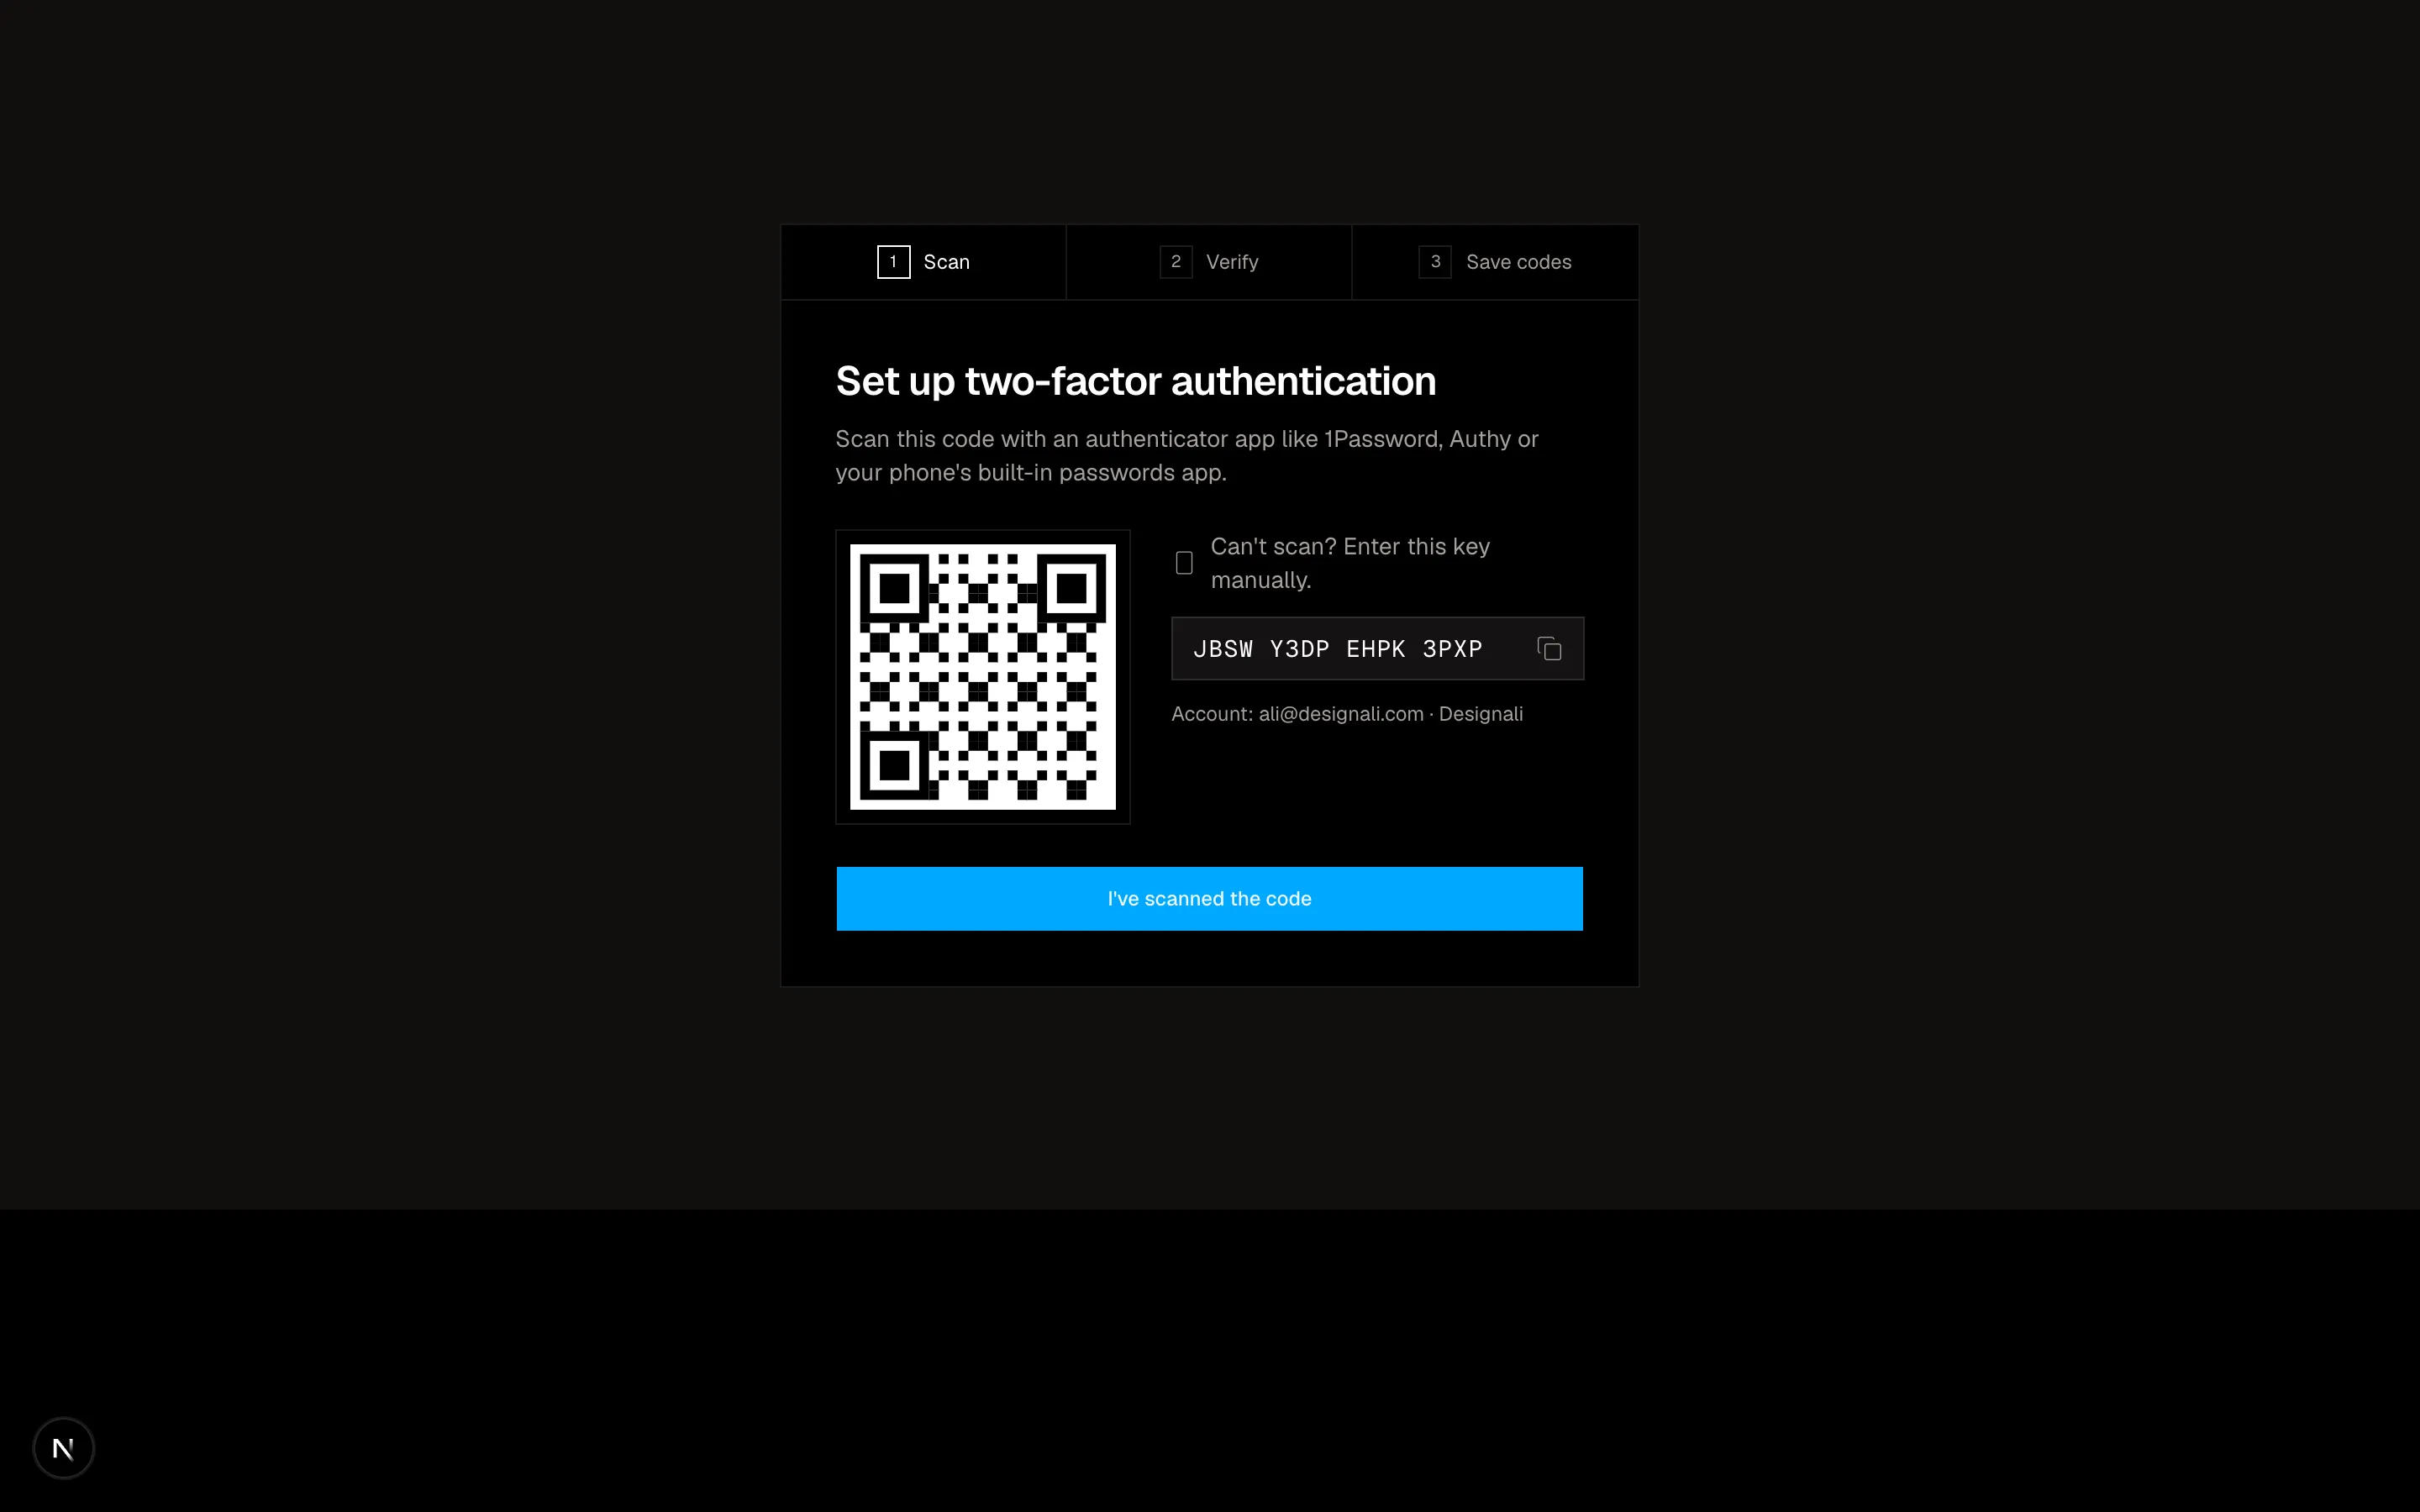 1 Scan
2 Verify
3 Save codes
Set up two-factor authentication
Scan this code with an authenticator app like 1Password, Authy or
your phone's built-in passwords app.
Can't scan? Enter this key
manually.
JBSW Y3DP EHPK 3PXP
Account: ali@designali.com · Designali
I've scanned the code
N